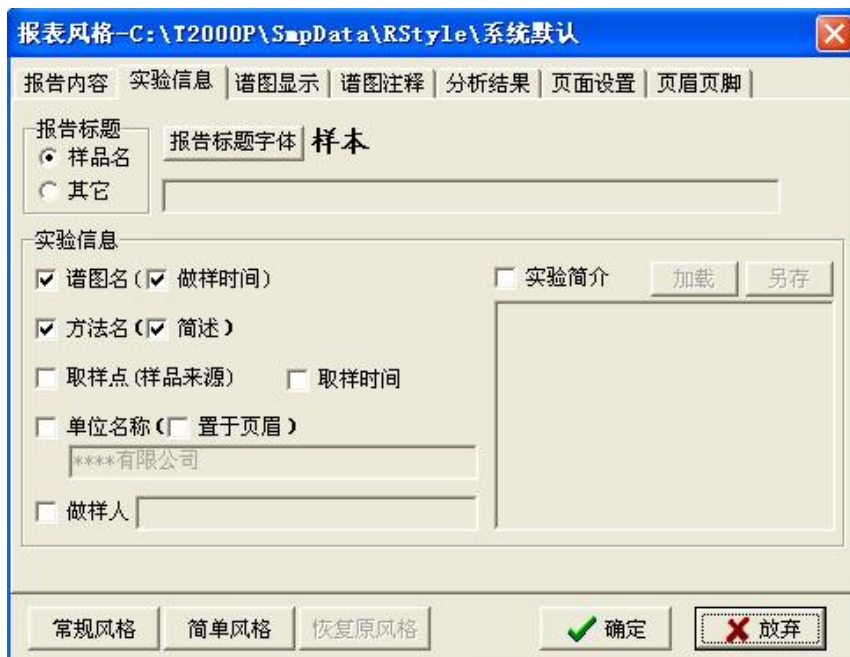 报表风格-C:\T2000P\SmpData\RStyle\系统默认
报告内容 实验信息 谱图显示 谱图注释 分析结果 页面设置 页眉页脚
报告标题
样品名
其它
报告标题字体 样本
实验信息
谱图名(做样时间)
方法名(简述)
取样点(样品来源) 取样时间
单位名称(置于页眉)
****有限公司
做样人
实验简介 加载 另存
常规风格 简单风格 恢复原风格 确定 放弃